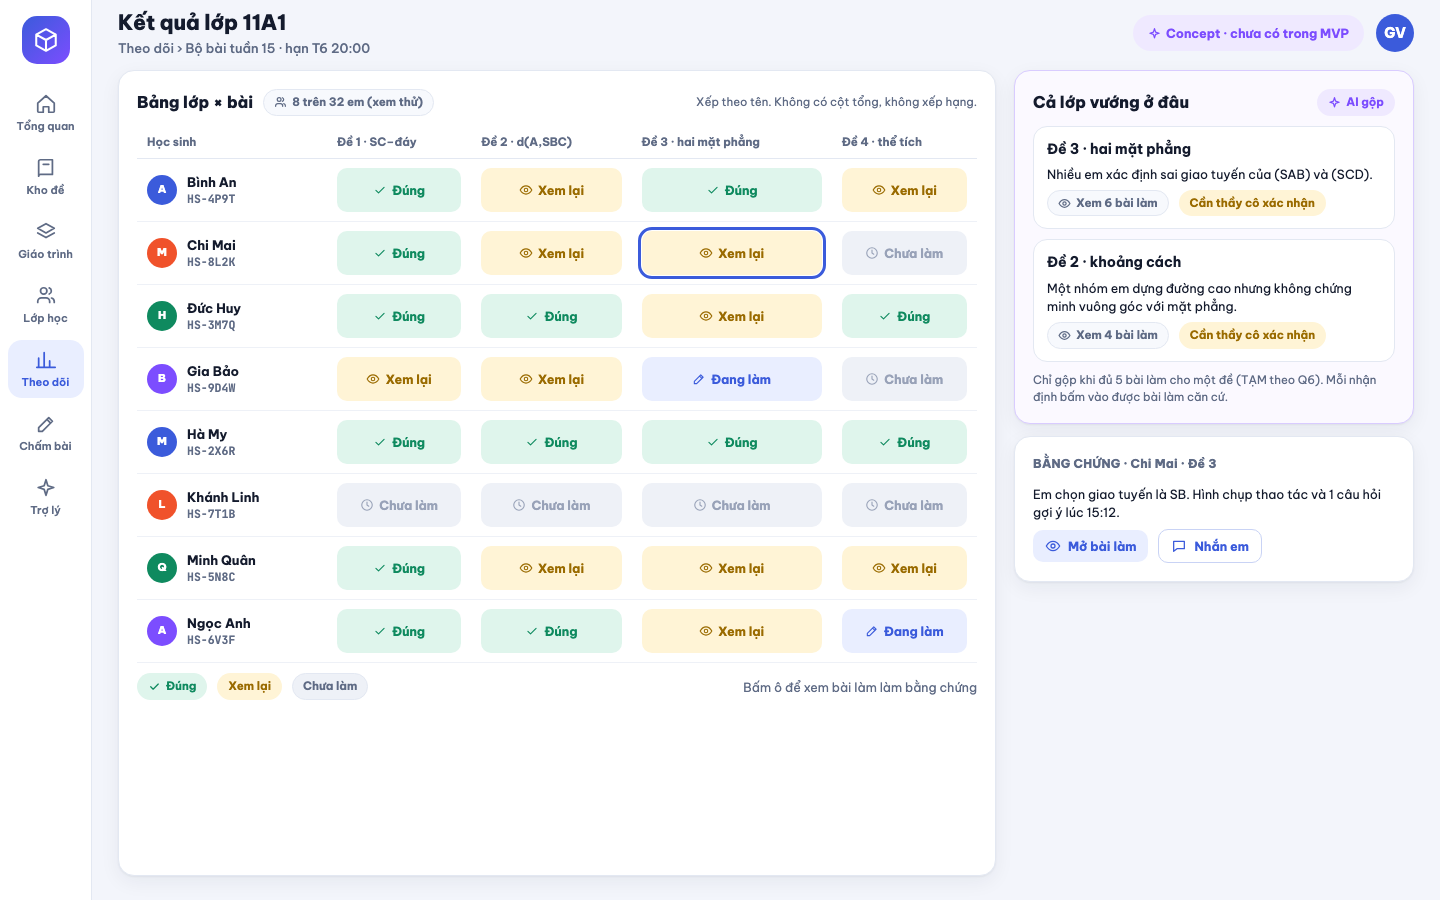 Kết quả lớp 11A1
Theo dõi › Bộ bài tuần 15 · hạn T6 20:00
Concept · chưa có trong MVP
GV
Tổng quan
Kho đề
Giáo trình
Lớp học
Theo dõi
Chấm bài
Trợ lý
Bảng lớp × bài
8 trên 32 em (xem thử)
Xếp theo tên. Không có cột tổng, không xếp hạng.
Học sinh
Đề 1 · SC-đáy
Đề 2 · d(A,SBC)
Đề 3 · hai mặt phẳng
Đề 4 · thể tích
A
Bình An
HS-4P9T
Đúng
Xem lại
Đúng
Xem lại
M
Chi Mai
HS-8L2K
Đúng
Xem lại
Xem lại
Chưa làm
H
Đức Huy
HS-3M7Q
Đúng
Đúng
Xem lại
Đúng
B
Gia Bảo
HS-9D4W
Xem lại
Xem lại
Đang làm
Chưa làm
M
Hà My
HS-2X6R
Đúng
Đúng
Đúng
Đúng
L
Khánh Linh
HS-7T1B
Chưa làm
Chưa làm
Chưa làm
Chưa làm
Q
Minh Quân
HS-5N8C
Đúng
Xem lại
Xem lại
Xem lại
A
Ngọc Anh
HS-6V3F
Đúng
Đúng
Xem lại
Đang làm
Đúng
Xem lại
Chưa làm
Bấm ô để xem bài làm làm bằng chứng
Cả lớp vướng ở đâu
AI gộp
Đề 3 · hai mặt phẳng
Nhiều em xác định sai giao tuyến của (SAB) và (SCD).
Xem 6 bài làm
Cần thầy cô xác nhận
Đề 2 · khoảng cách
Một nhóm em dựng đường cao nhưng không chứng
minh vuông góc với mặt phẳng.
Xem 4 bài làm
Cần thầy cô xác nhận
Chỉ gộp khi đủ 5 bài làm cho một đề (TẠM theo Q6). Mỗi nhận
định bấm vào được bài làm căn cứ.
BẰNG CHỨNG · Chi Mai · Đề 3
Em chọn giao tuyến là SB. Hình chụp thao tác và 1 câu hỏi
gợi ý lúc 15:12.
Mở bài làm
Nhắn em